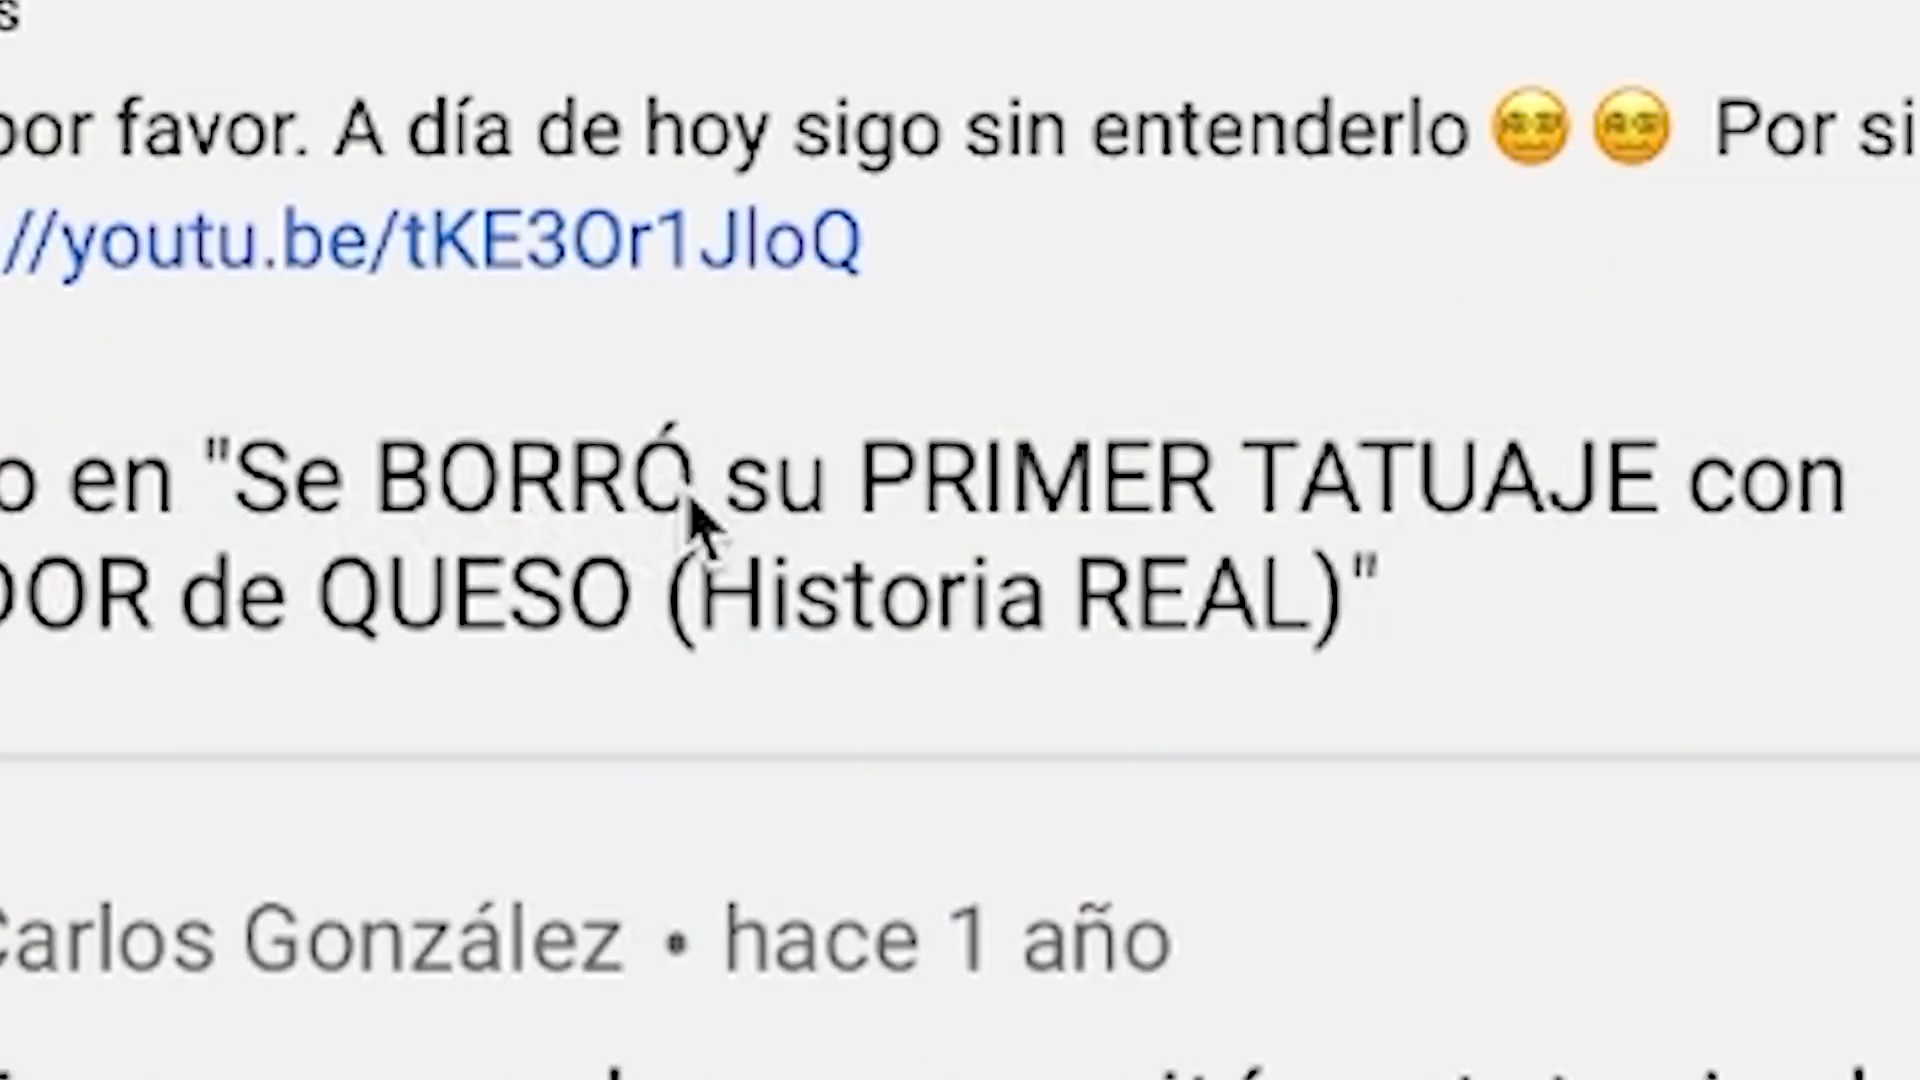 por favor. A día de hoy sigo sin entenderlo 😵‍💫 😵‍💫 Por si
://youtu.be/tKE3Or1JloQ
o en "Se BORRÓ su PRIMER TATUAJE con
DOR de QUESO (Historia REAL)"
Carlos González • hace 1 año